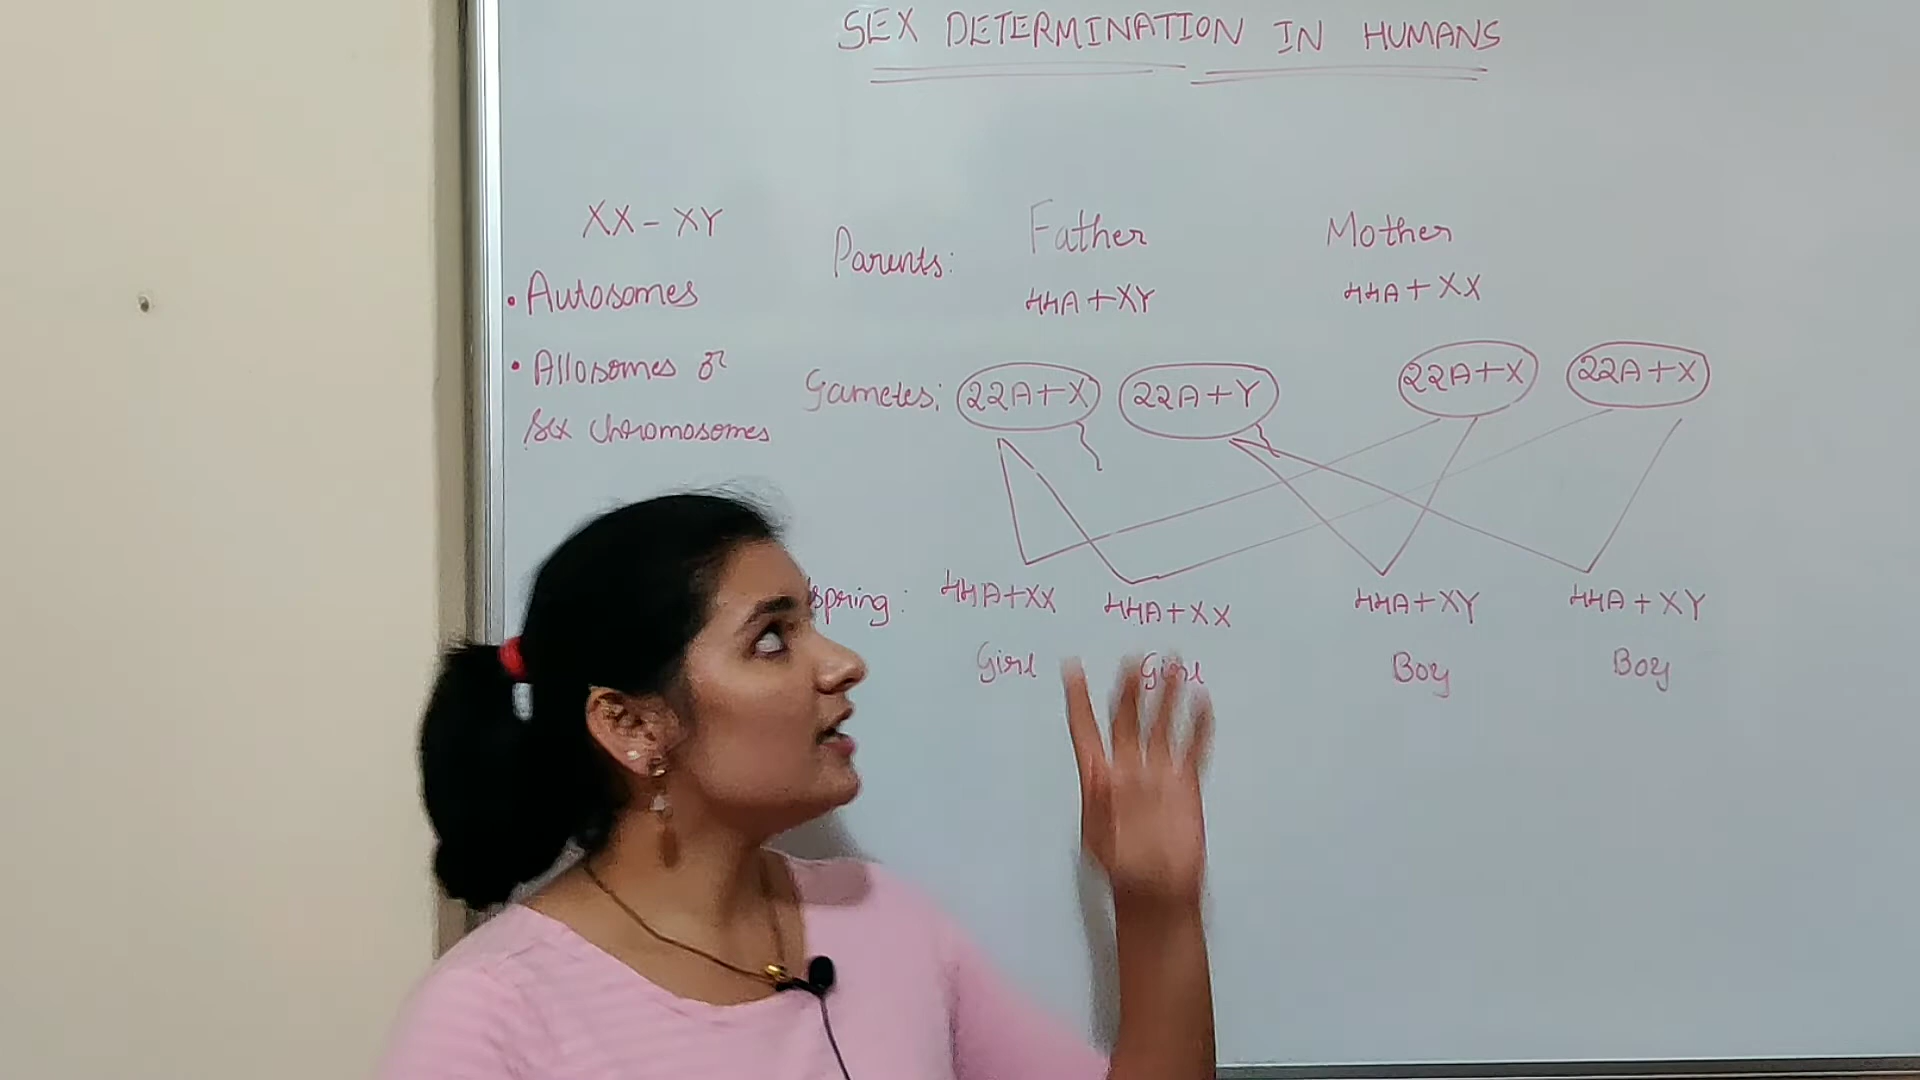 SEX DETERMINATION IN HUMANS
XX - XY
• Autosomes
• Allosomes or
sex chromosomes
Parents: Father Mother
44A+XY 44A+XX
Gametes: 22A+X 22A+Y 22A+X 22A+X
spring: 44A+XX 44A+XX 44A+XY 44A+XY
Girl Girl Boy Boy